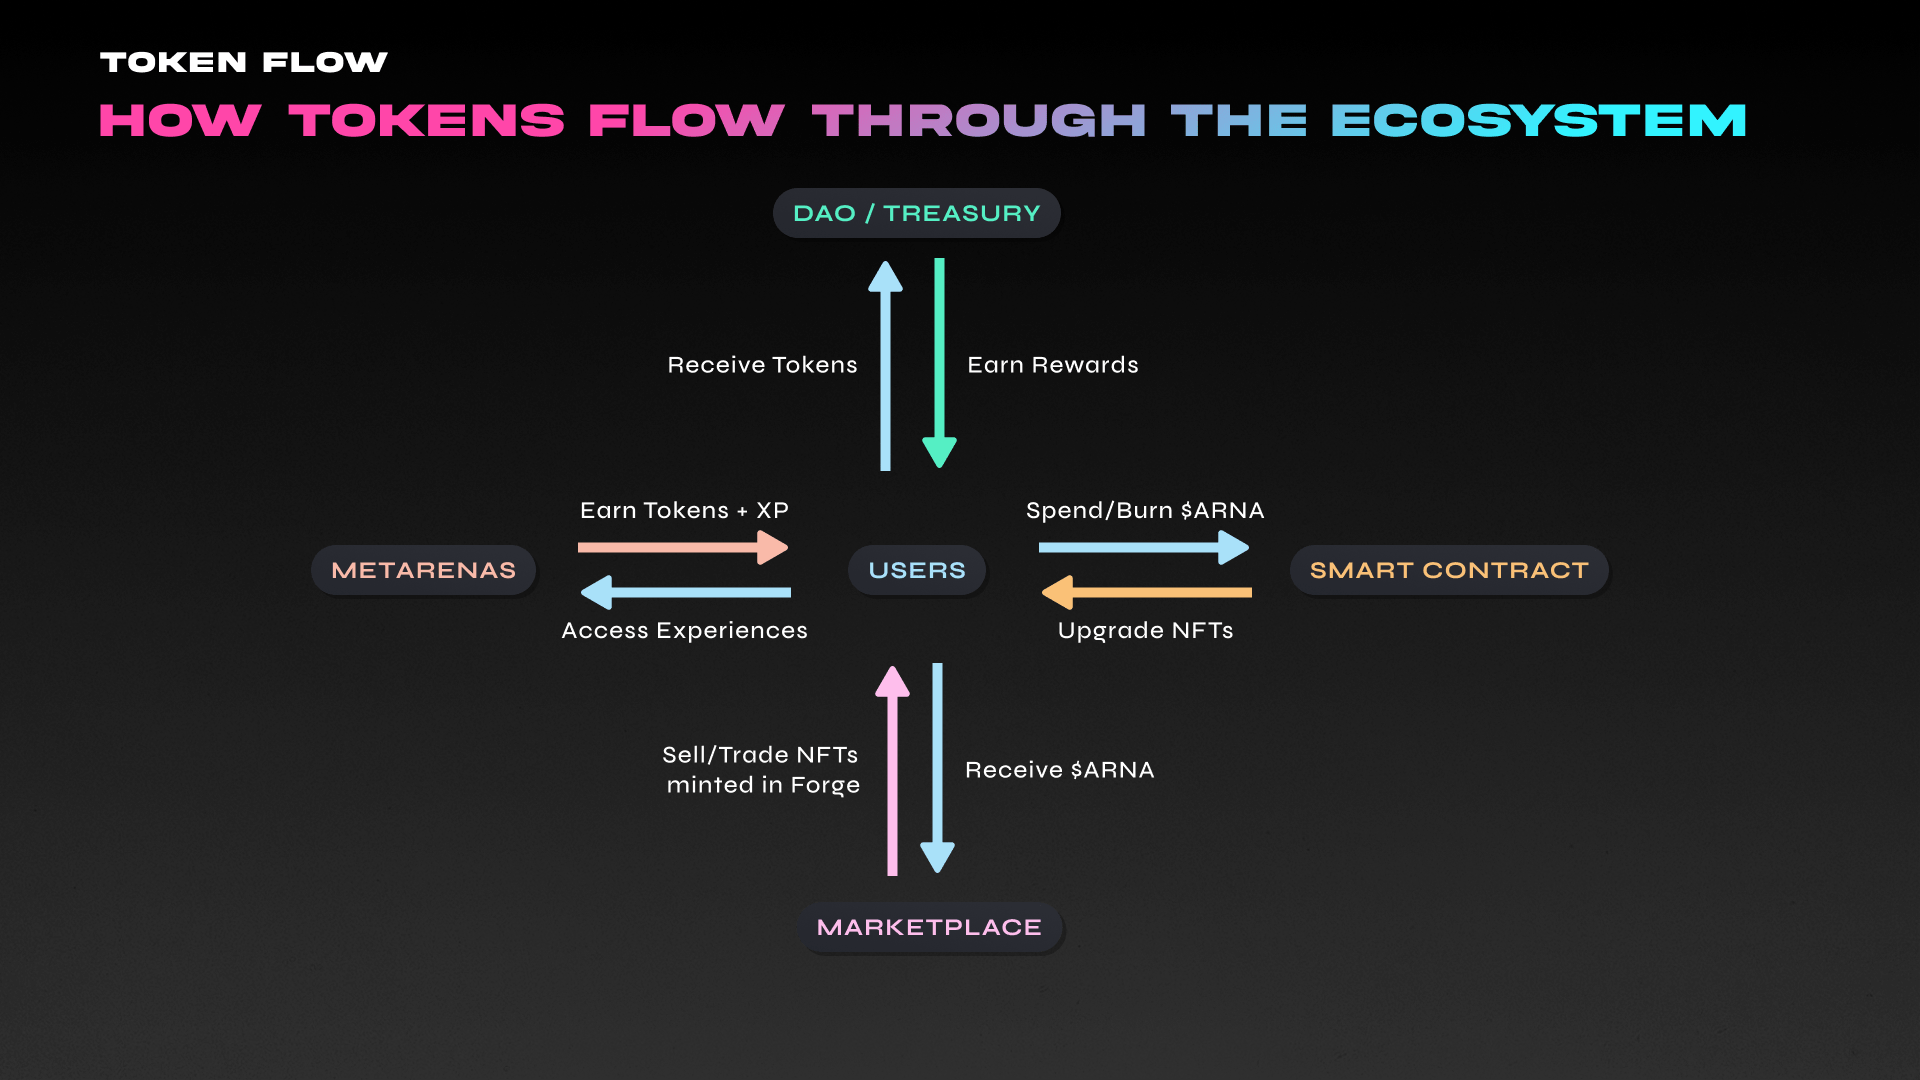 TOKEN FLOW
HOW TOKENS FLOW THROUGH THE ECOSYSTEM
DAO / TREASURY
Receive Tokens
Earn Rewards
Earn Tokens + XP
Spend/Burn $ARNA
METARENAS
USERS
SMART CONTRACT
Access Experiences
Upgrade NFTs
Sell/Trade NFTs
minted in Forge
Receive $ARNA
MARKETPLACE